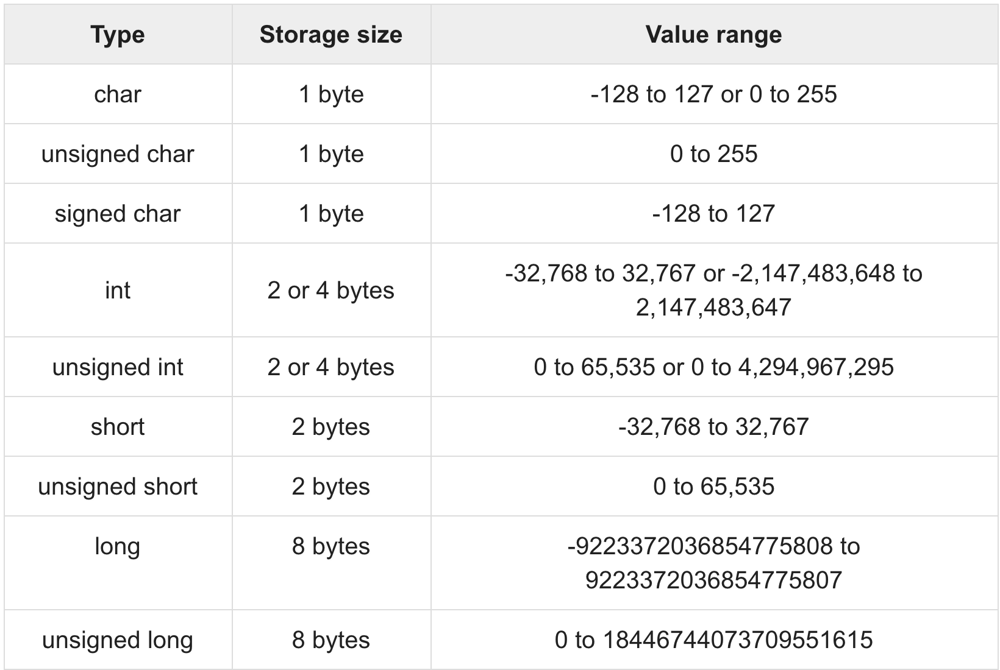 Type Storage size Value range
char 1 byte -128 to 127 or 0 to 255
unsigned char 1 byte 0 to 255
signed char 1 byte -128 to 127
int 2 or 4 bytes -32,768 to 32,767 or -2,147,483,648 to
2,147,483,647
unsigned int 2 or 4 bytes 0 to 65,535 or 0 to 4,294,967,295
short 2 bytes -32,768 to 32,767
unsigned short 2 bytes 0 to 65,535
long 8 bytes -9223372036854775808 to
9223372036854775807
unsigned long 8 bytes 0 to 18446744073709551615